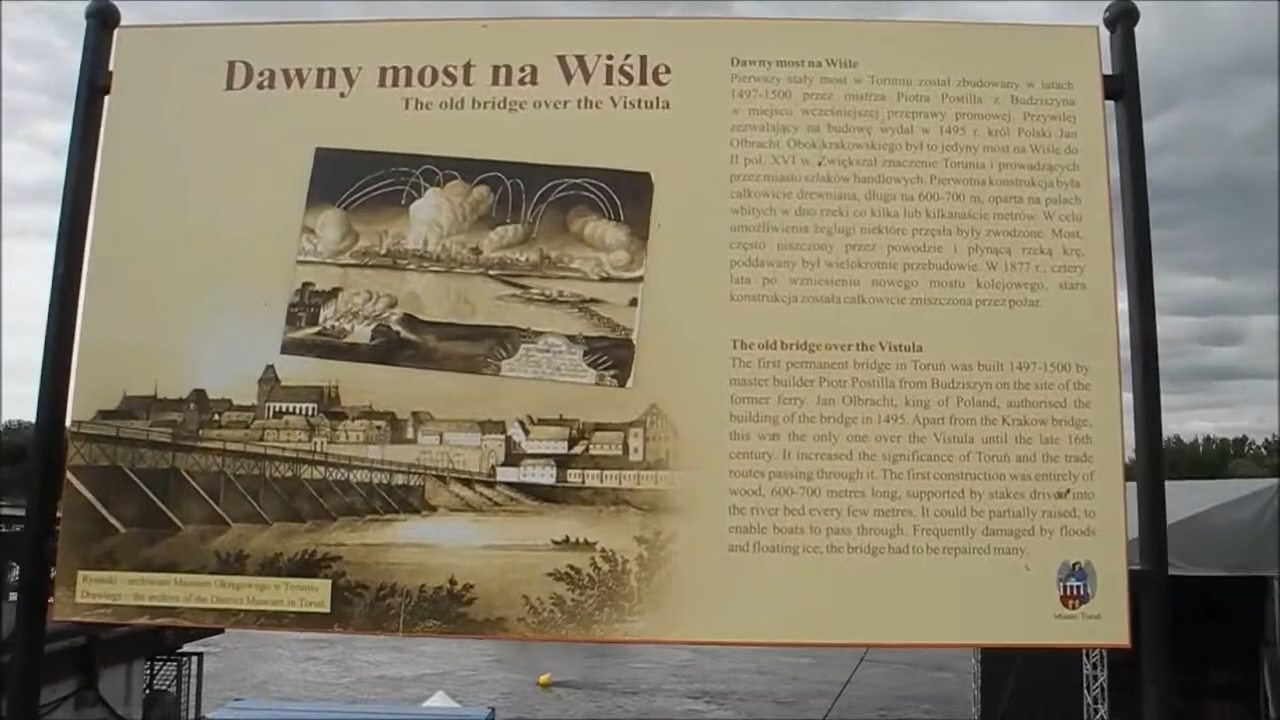 Dawny most na Wiśle
The old bridge over the Vistula
Dawny most na Wiśle
Pierwszy stały most w Toruniu został zbudowany w latach
1497-1500 przez mistrza Piotra Postilla z Budziszyna
w miejscu wcześniejszej przeprawy promowej. Przywilej
zezwalający na budowę wydał w 1495 r. król Polski Jan
Olbracht. Obok krakowskiego był to jedyny most na Wiśle do
II poł. XVI w. Zwiększał znaczenie Torunia i prowadzących
przez miasto szlaków handlowych. Pierwotna konstrukcja była
całkowicie drewniana, długa na 600-700 m, oparta na palach
wbitych w dno rzeki co kilka lub kilkanaście metrów. W celu
umożliwienia żeglugi niektóre przęsła były zwodzone. Most,
często niszczony przez powodzie i płynącą rzeką krę,
poddawany był wielokrotnie przebudowie. W 1877 r., cztery
lata po wzniesieniu nowego mostu kolejowego, stara
konstrukcja została całkowicie zniszczona przez pożar.
The old bridge over the Vistula
The first permanent bridge in Toruń was built 1497-1500 by
master builder Piotr Postilla from Budziszyn on the site of the
former ferry. Jan Olbracht, king of Poland, authorised the
building of the bridge in 1495. Apart from the Krakow bridge,
this was the only one over the Vistula until the late 16th
century. It increased the significance of Toruń and the trade
routes passing through it. The first construction was entirely of
wood, 600-700 metres long, supported by stakes driven into
the river bed every few metres. It could be partially raised, to
enable boats to pass through. Frequently damaged by floods
and floating ice, the bridge had to be repaired many.
Rysunki – archiwum Muzeum Okręgowego w Toruniu
Drawings – the archive of the District Museum in Toruń
Miasto Toruń